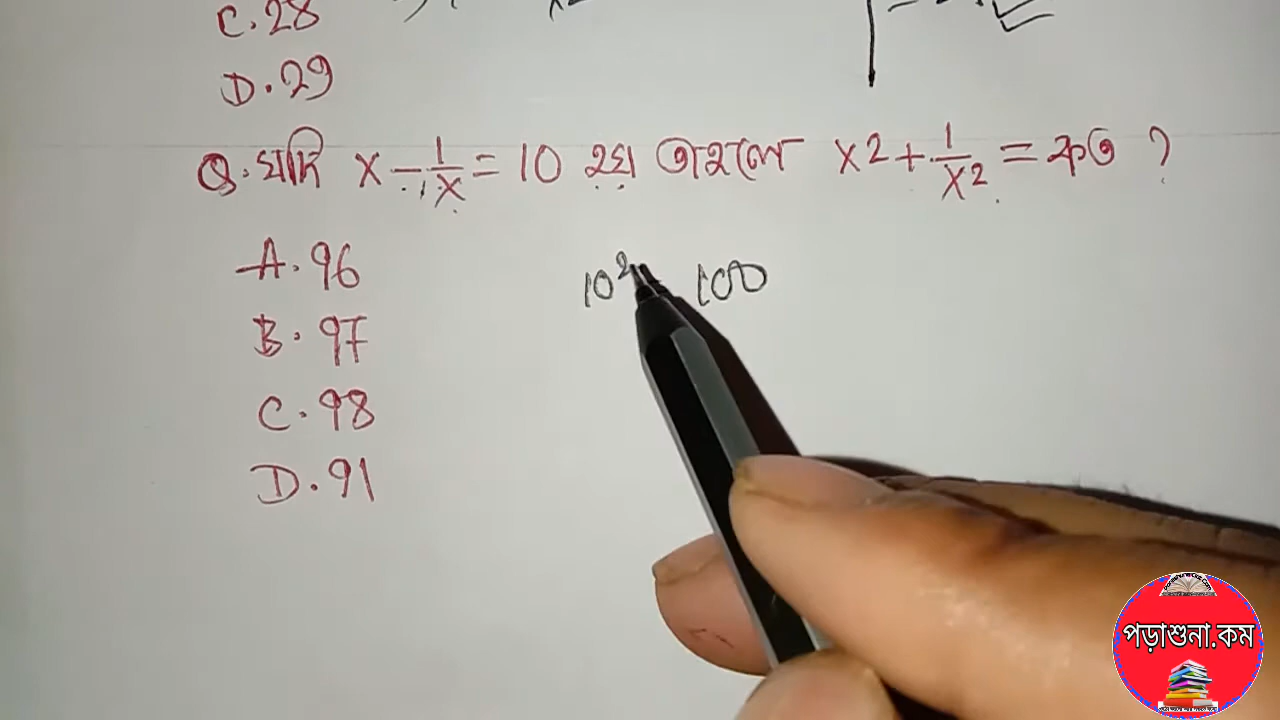 C. 28
D. 29
Q. যদি x - 1/x = 10 হয় তাহলে x2 + 1/x2 = কত ?
A. 96
10² 100
B. 97
C. 98
D. 91
পড়াশুনা.কম